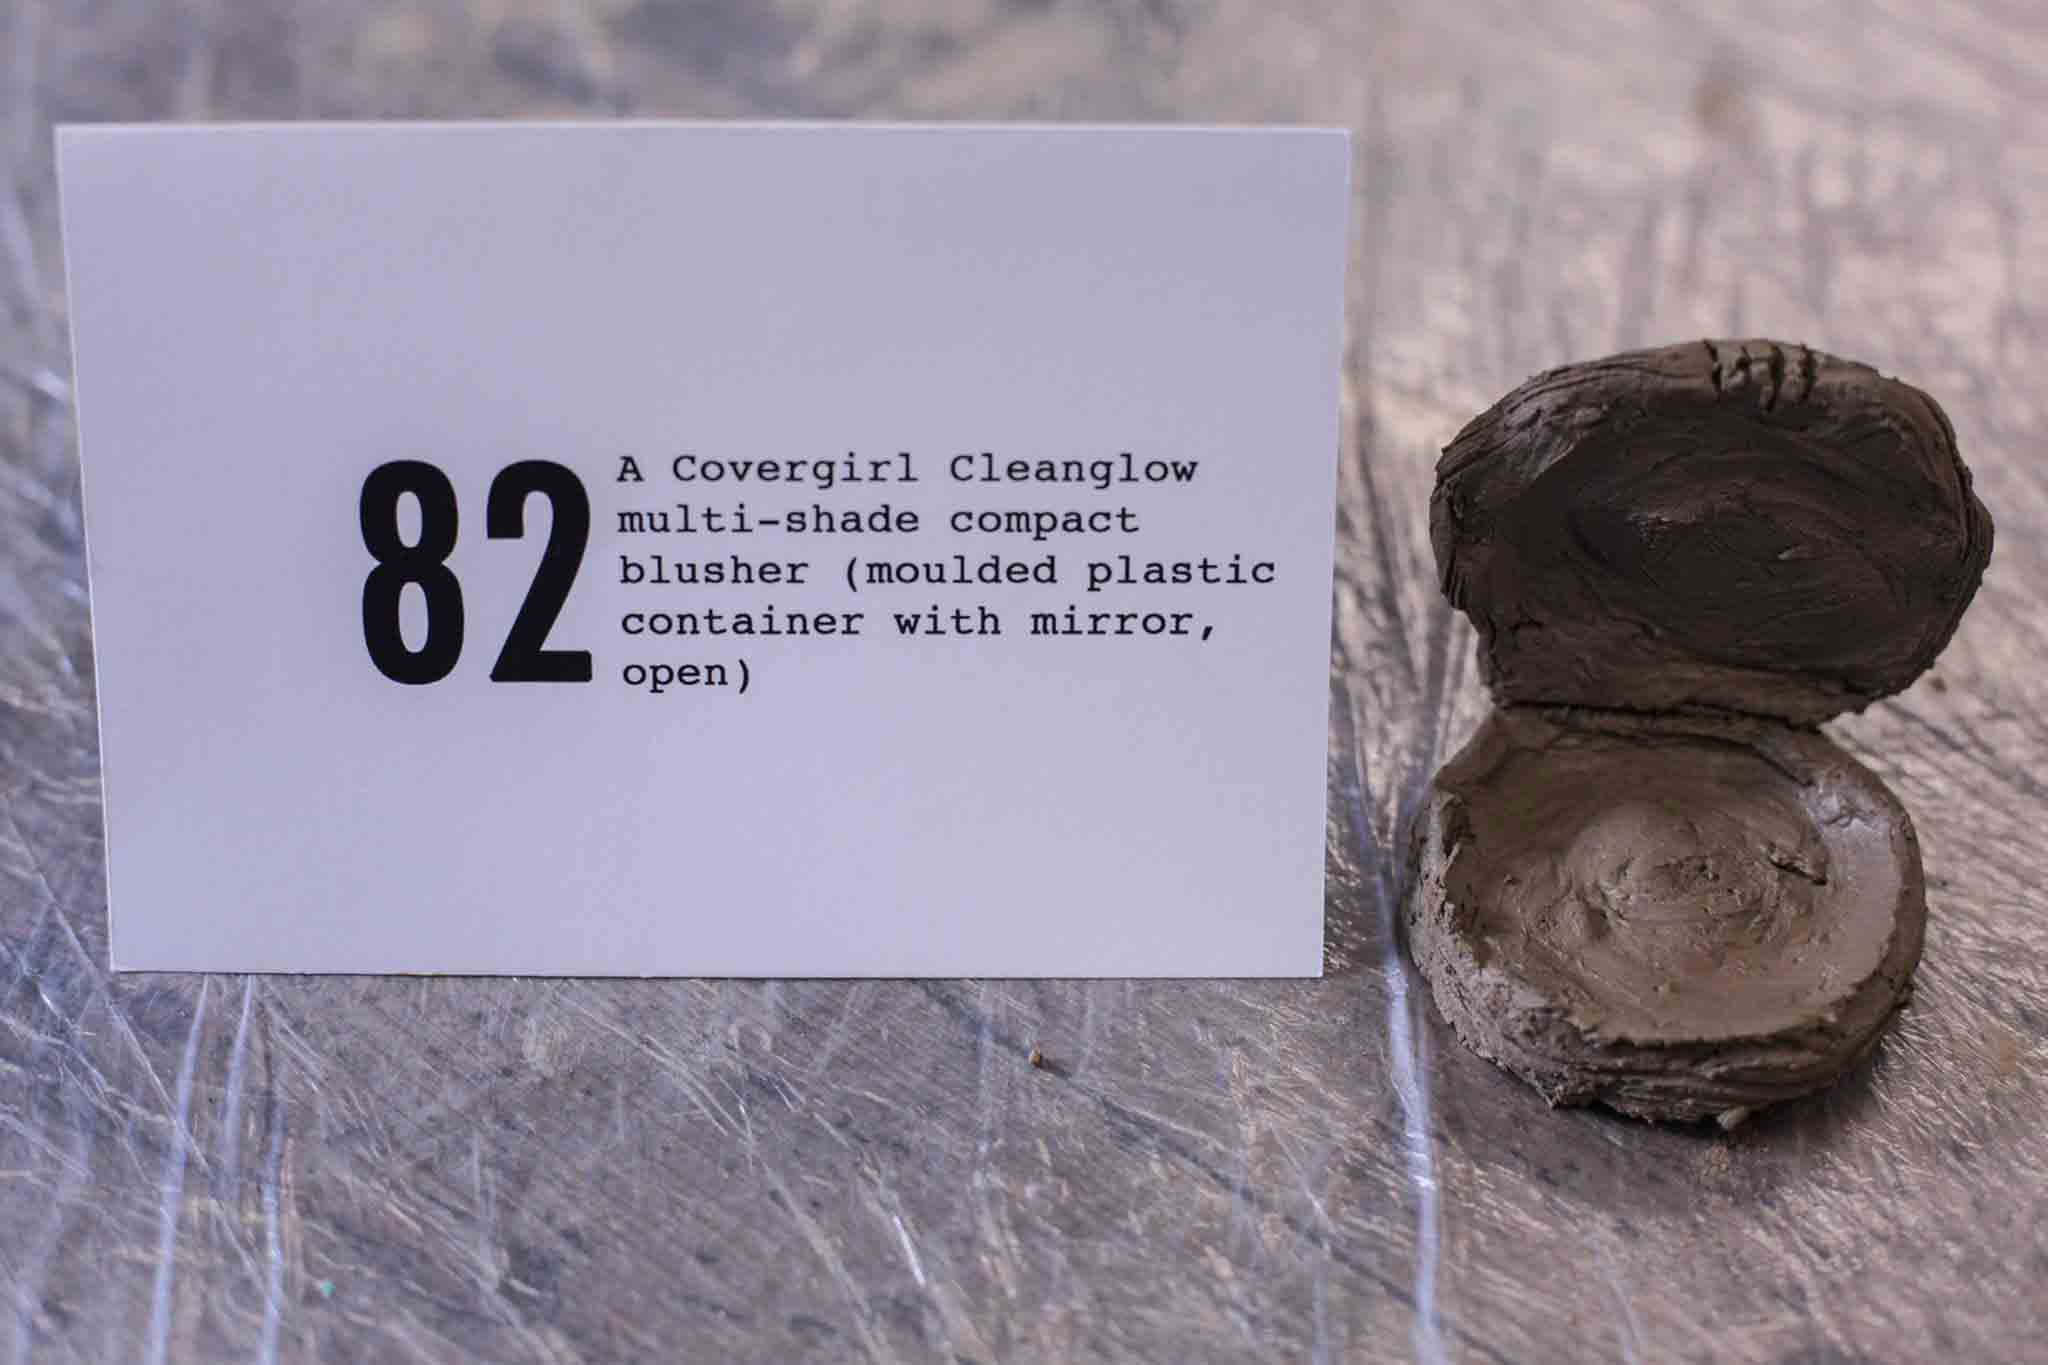 82
A Covergirl Cleanglow
multi-shade compact
blusher (moulded plastic
container with mirror,
open)